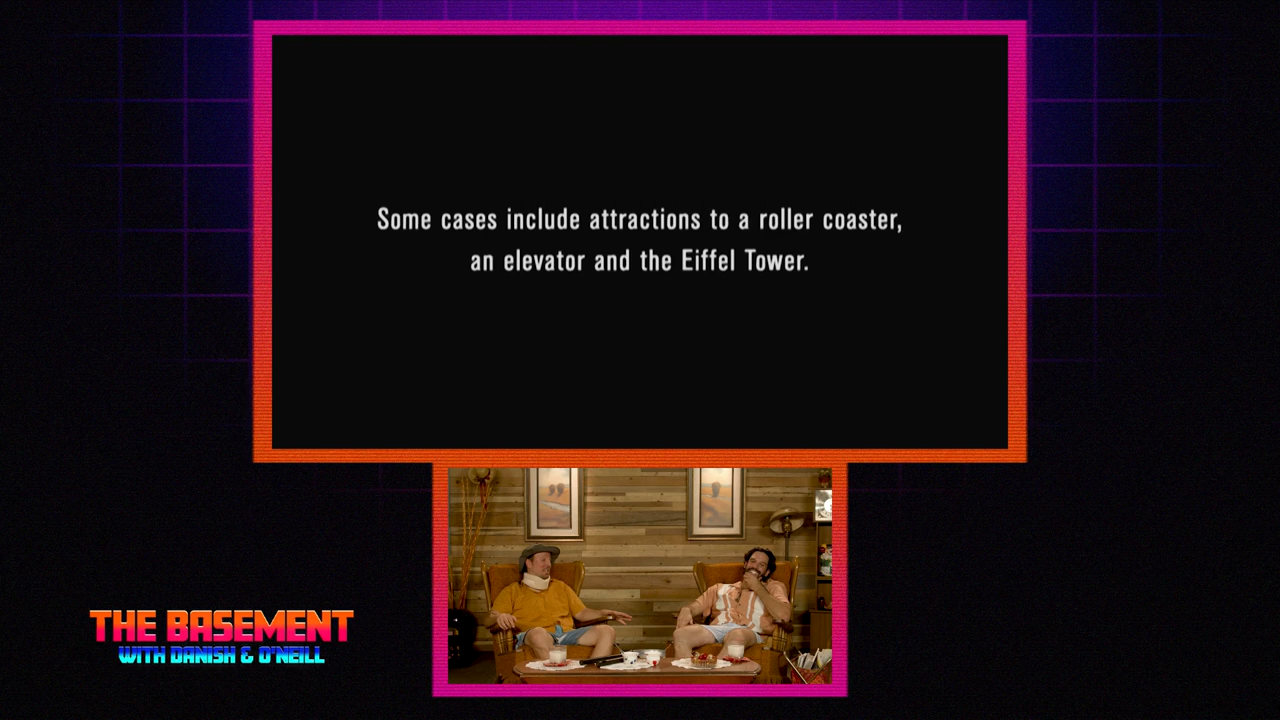 Some cases include attractions to a roller coaster,
an elevator and the Eiffel Tower.
THE BASEMENT
WITH DANISH & O'NEILL